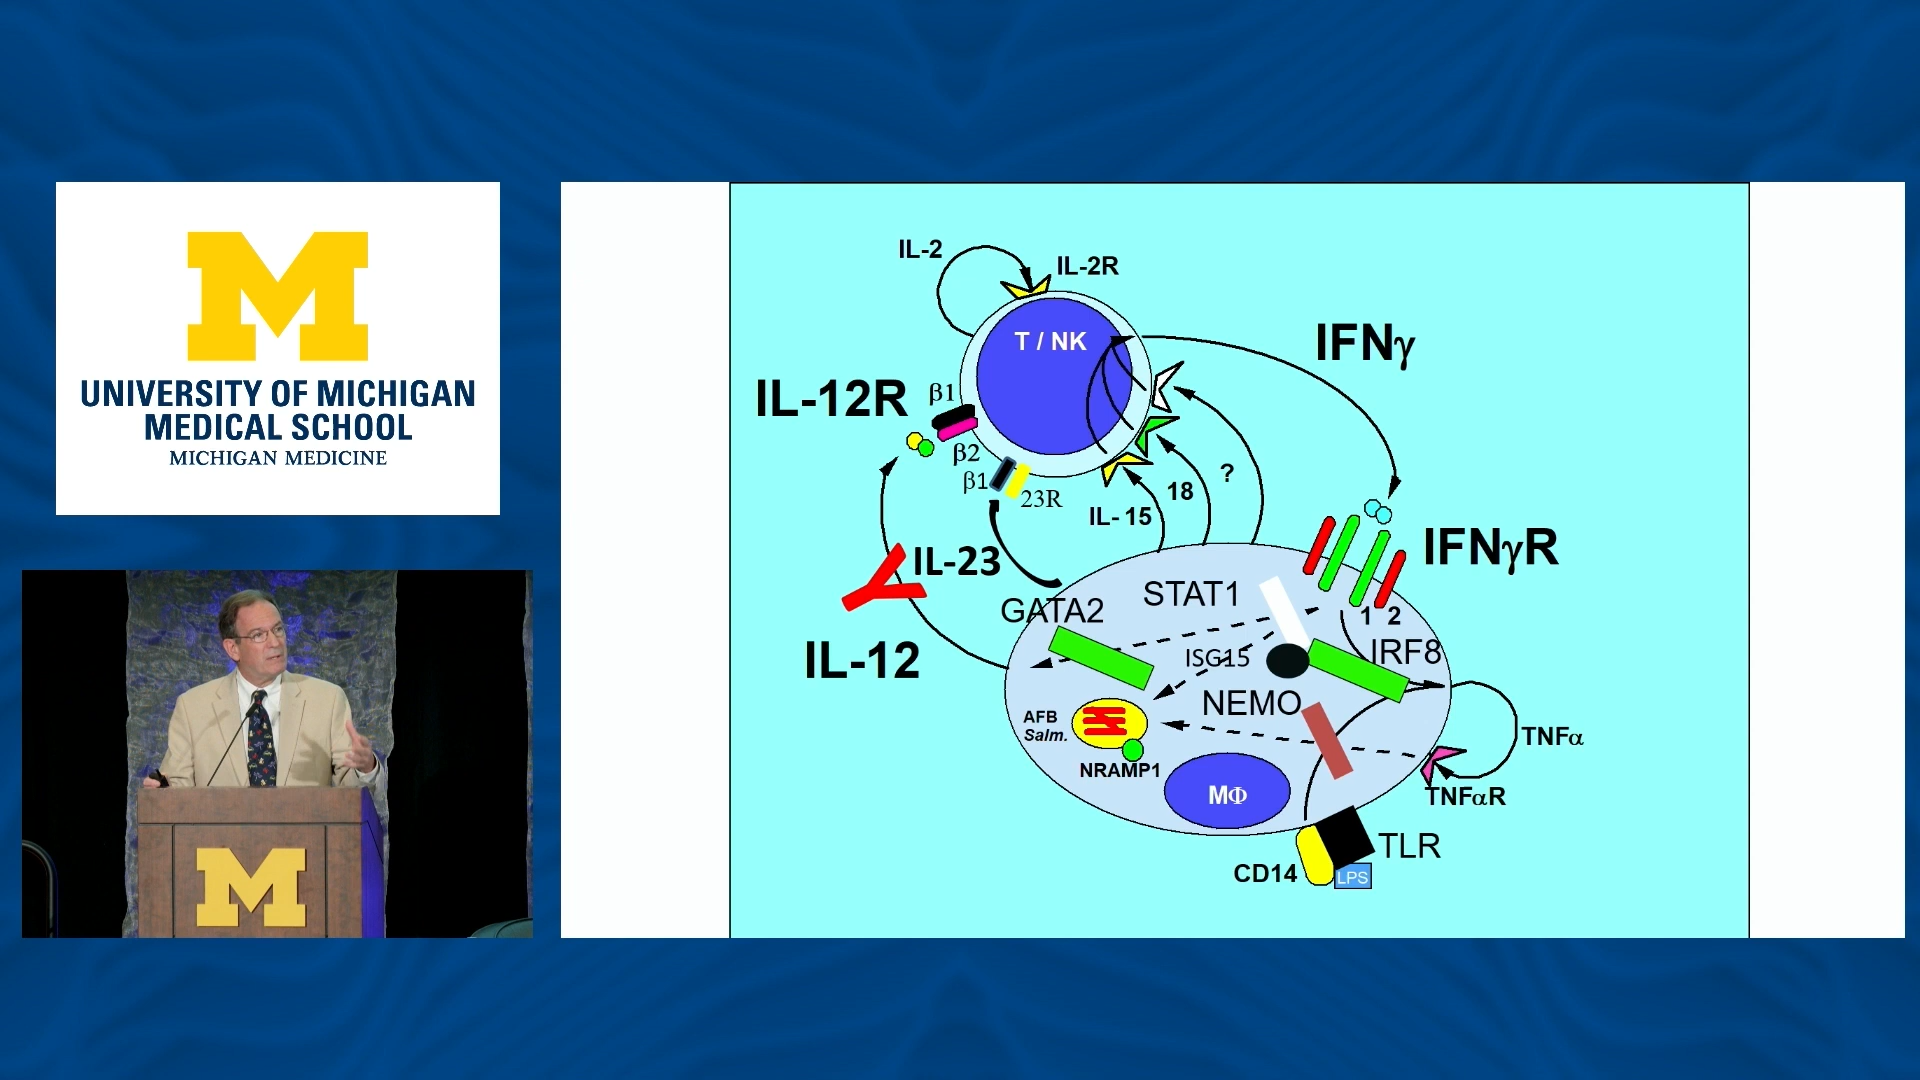 M
UNIVERSITY OF MICHIGAN
MEDICAL SCHOOL
MICHIGAN MEDICINE
M
IL-2
IL-2R
T / NK
IFNγ
IL-12R
β1
β2
β1
23R
IL-15
18
?
IL-23
IL-12
IFNγR
1 2
GATA2
STAT1
ISG15
IRF8
NEMO
AFB
Salm.
NRAMP1
MΦ
TNFα
TNFαR
TLR
CD14
LPS